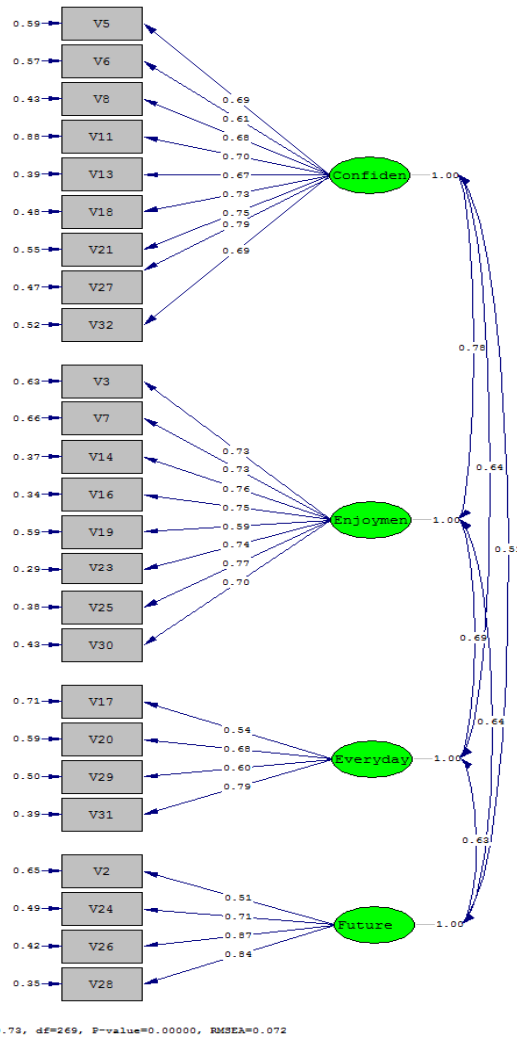 0.59 V5
0.57 V6
0.43 V8
0.88 V11
0.39 V13
0.48 V18
0.55 V21
0.47 V27
0.52 V32
0.69
0.61
0.68
0.70
0.67
0.73
0.75
0.79
0.69
Confiden 1.00
0.63 V3
0.66 V7
0.37 V14
0.34 V16
0.59 V19
0.29 V23
0.38 V25
0.43 V30
0.73
0.73
0.76
0.75
0.59
0.74
0.77
0.70
Enjoymen 1.00
0.71 V17
0.59 V20
0.50 V29
0.39 V31
0.54
0.68
0.60
0.79
Everyday 1.00
0.65 V2
0.49 V24
0.42 V26
0.35 V28
0.51
0.71
0.87
0.84
Future 1.00
0.78
0.64
0.69
0.64
0.63
.73, df=269, P-value=0.00000, RMSEA=0.072